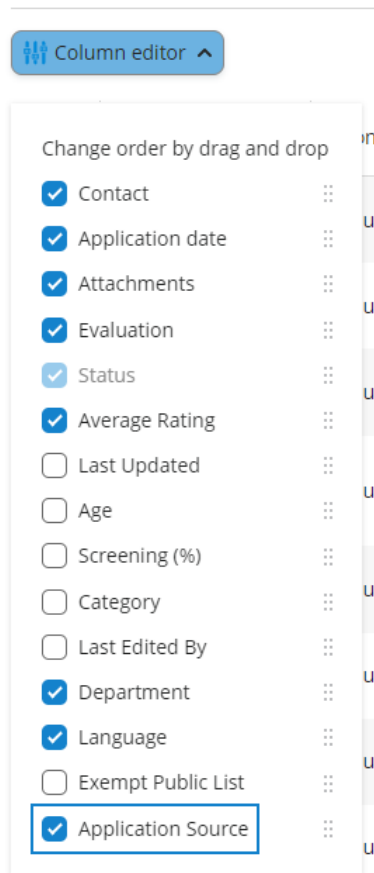 Column editor
Change order by drag and drop
Contact
Application date
Attachments
Evaluation
Status
Average Rating
Last Updated
Age
Screening (%)
Category
Last Edited By
Department
Language
Exempt Public List
Application Source